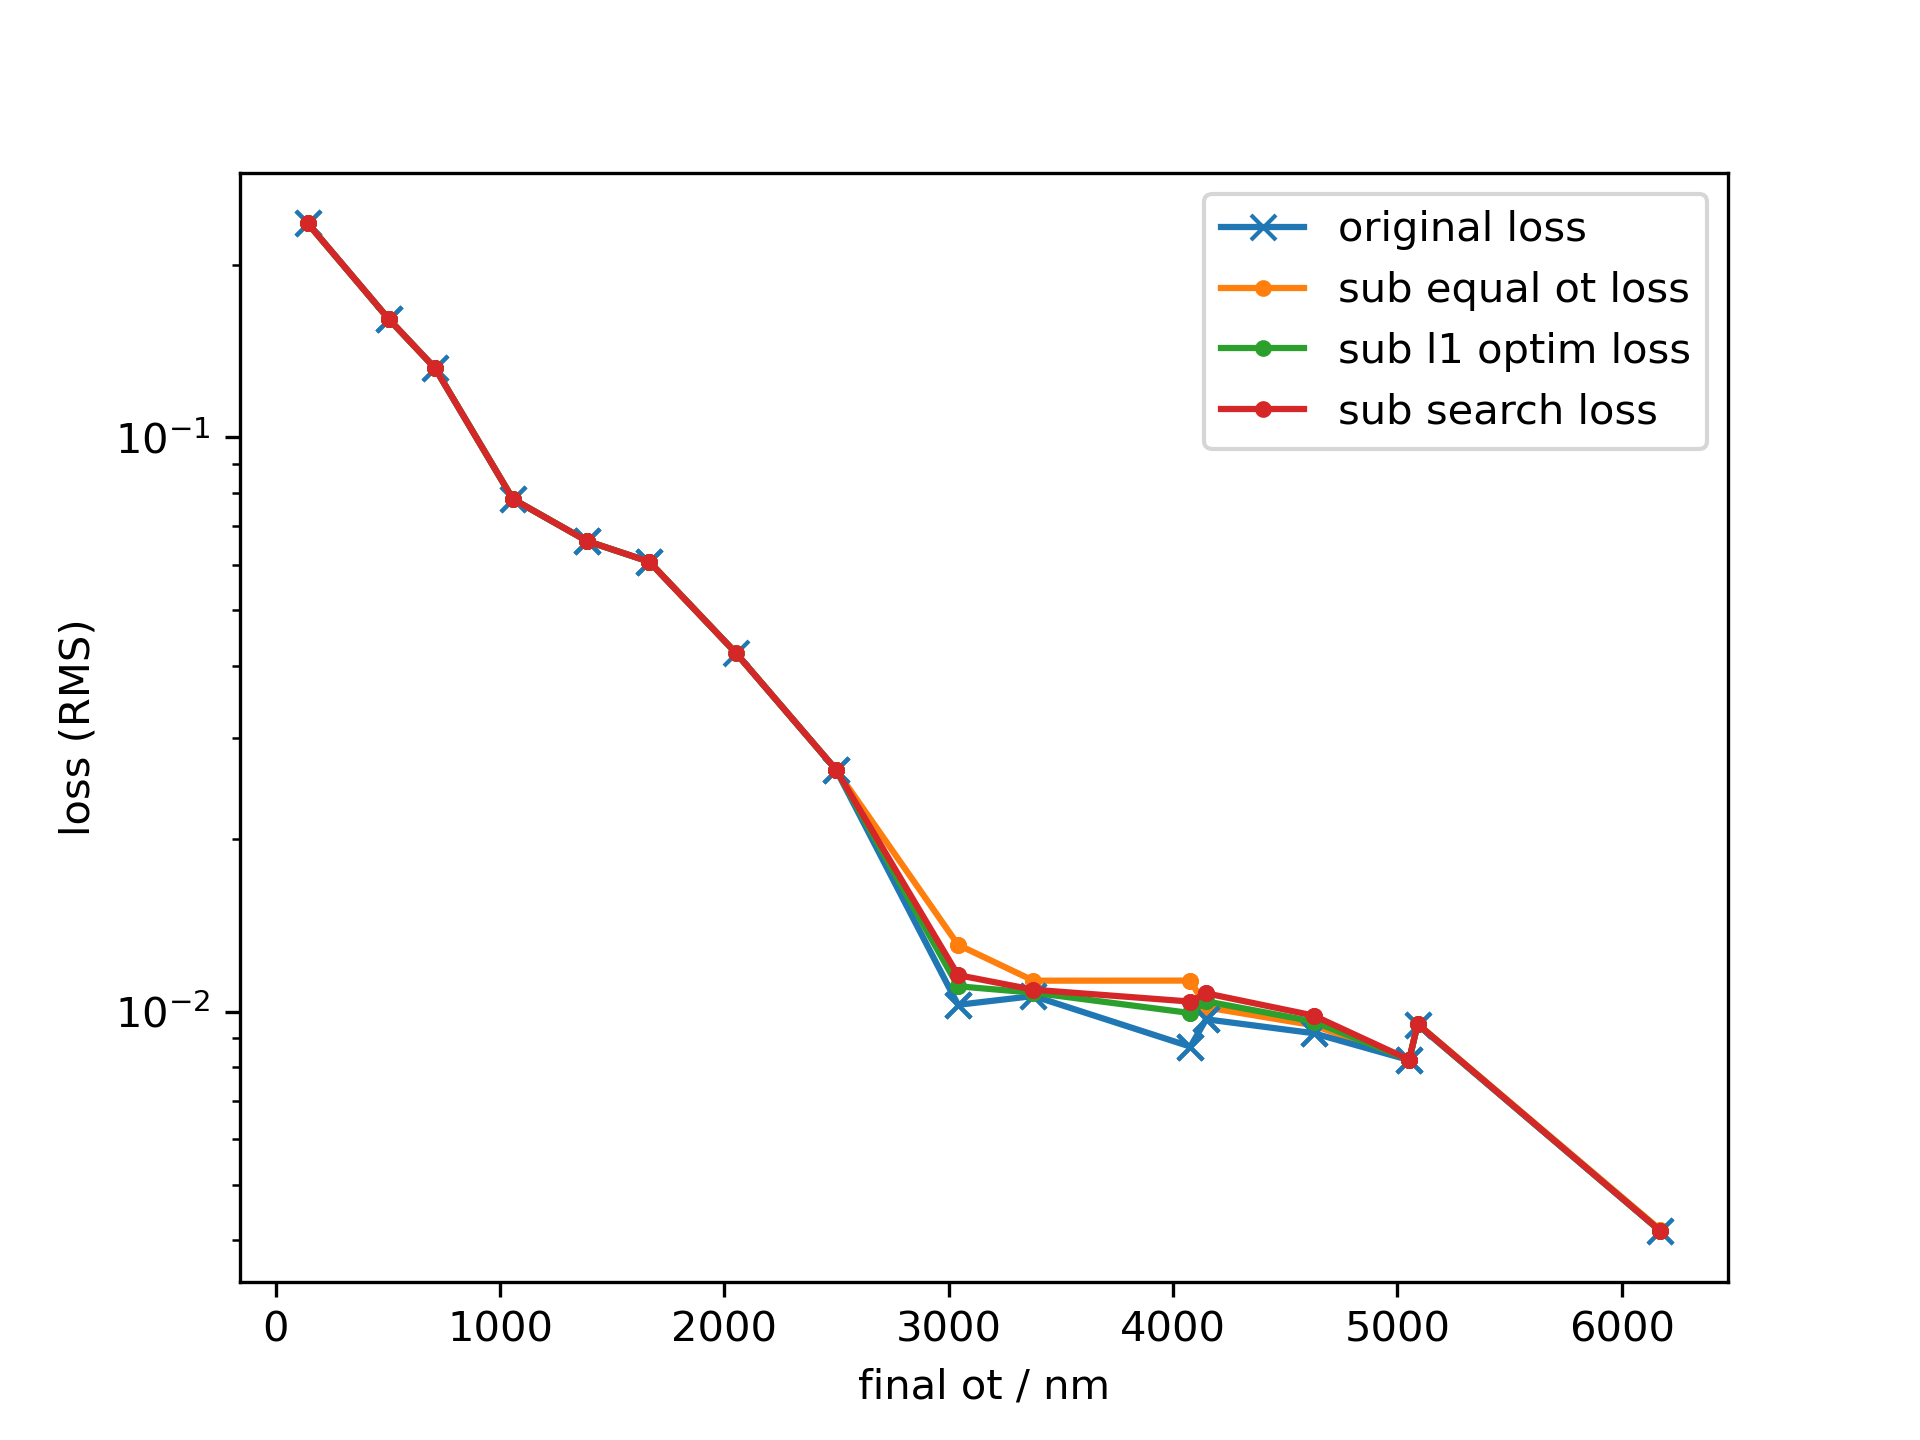 original loss
sub equal ot loss
sub l1 optim loss
sub search loss
10⁻¹
10⁻²
loss (RMS)
0 1000 2000 3000 4000 5000 6000
final ot / nm